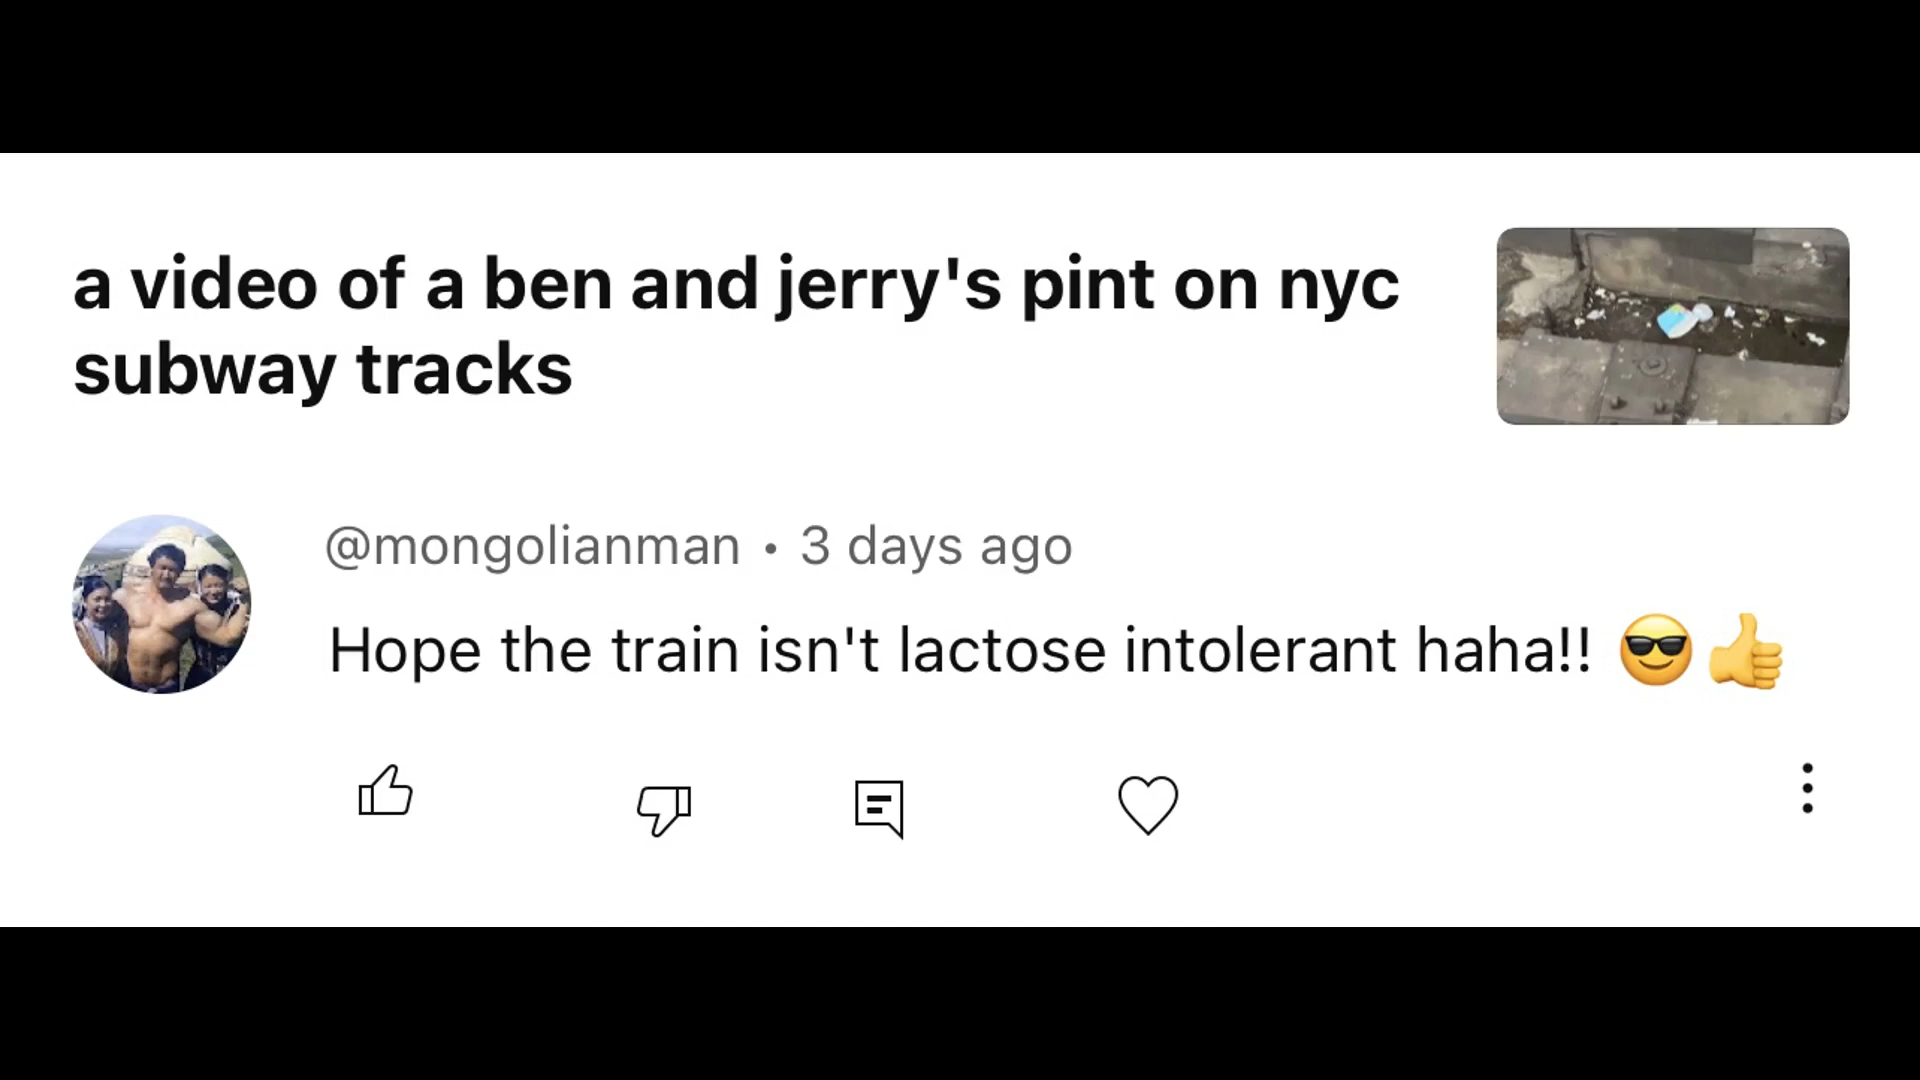 a video of a ben and jerry's pint on nyc
subway tracks
@mongolianman • 3 days ago
Hope the train isn't lactose intolerant haha!! 😎👍